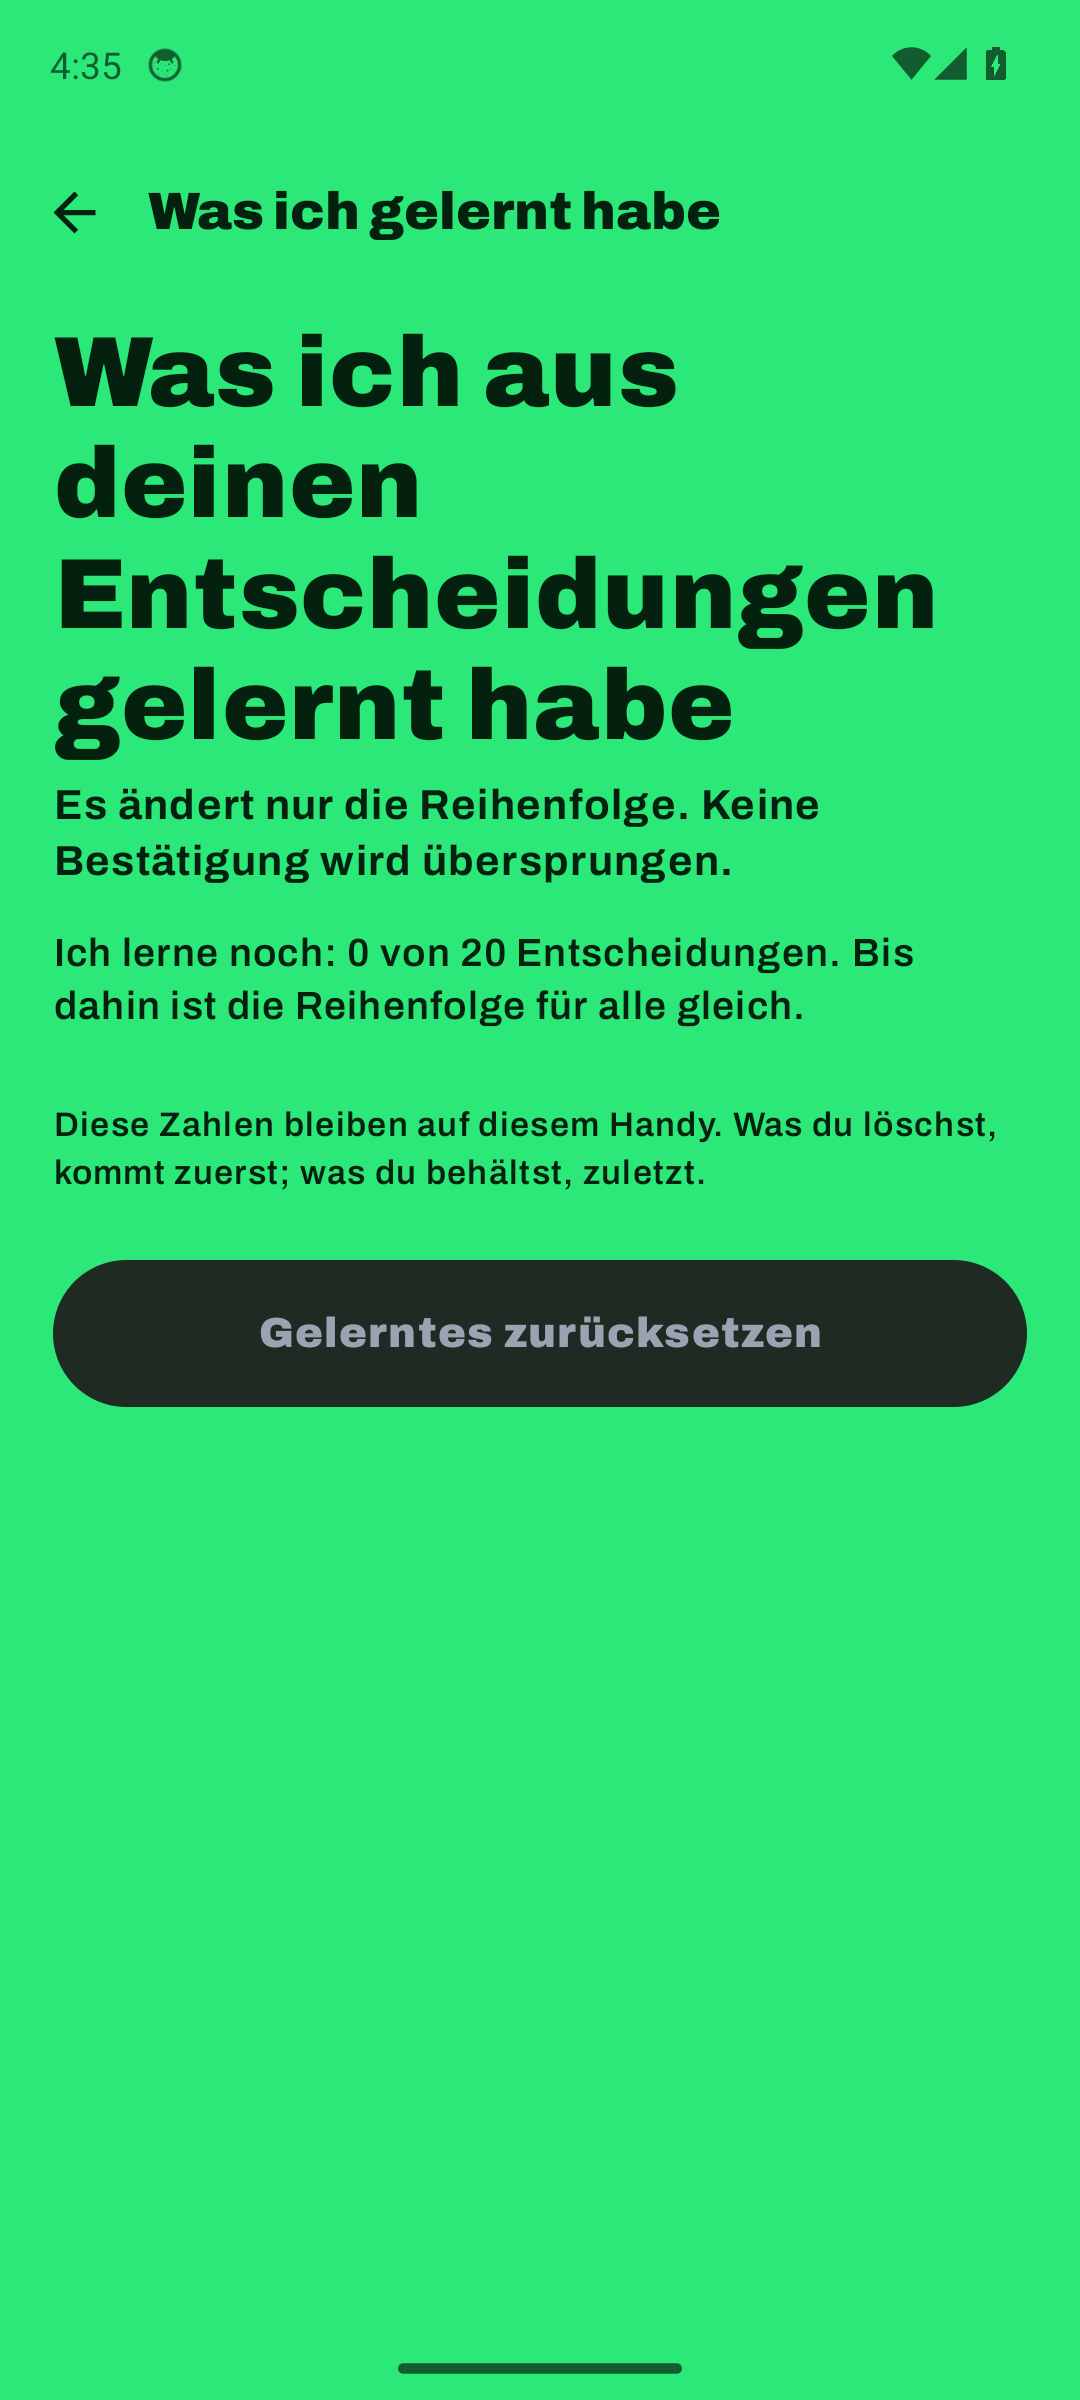 4:35
Was ich gelernt habe
Was ich aus
deinen
Entscheidungen
gelernt habe
Es ändert nur die Reihenfolge. Keine
Bestätigung wird übersprungen.
Ich lerne noch: 0 von 20 Entscheidungen. Bis
dahin ist die Reihenfolge für alle gleich.
Diese Zahlen bleiben auf diesem Handy. Was du löschst,
kommt zuerst; was du behältst, zuletzt.
Gelerntes zurücksetzen